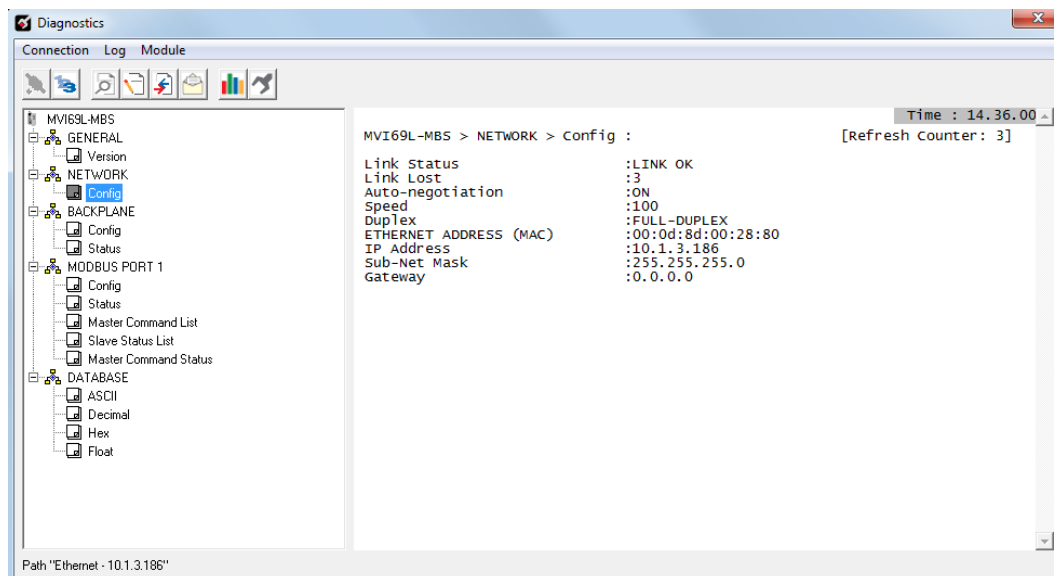 Diagnostics
Connection Log Module
MVI69L-MBS
GENERAL
Version
NETWORK
Config
BACKPLANE
Config
Status
MODBUS PORT 1
Config
Status
Master Command List
Slave Status List
Master Command Status
DATABASE
ASCII
Decimal
Hex
Float
Time : 14.36.00
MVI69L-MBS > NETWORK > Config : [Refresh Counter: 3]
Link Status :LINK OK
Link Lost :3
Auto-negotiation :ON
Speed :100
Duplex :FULL-DUPLEX
ETHERNET ADDRESS (MAC) :00:0d:8d:00:28:80
IP Address :10.1.3.186
Sub-Net Mask :255.255.255.0
Gateway :0.0.0.0
Path "Ethernet - 10.1.3.186"